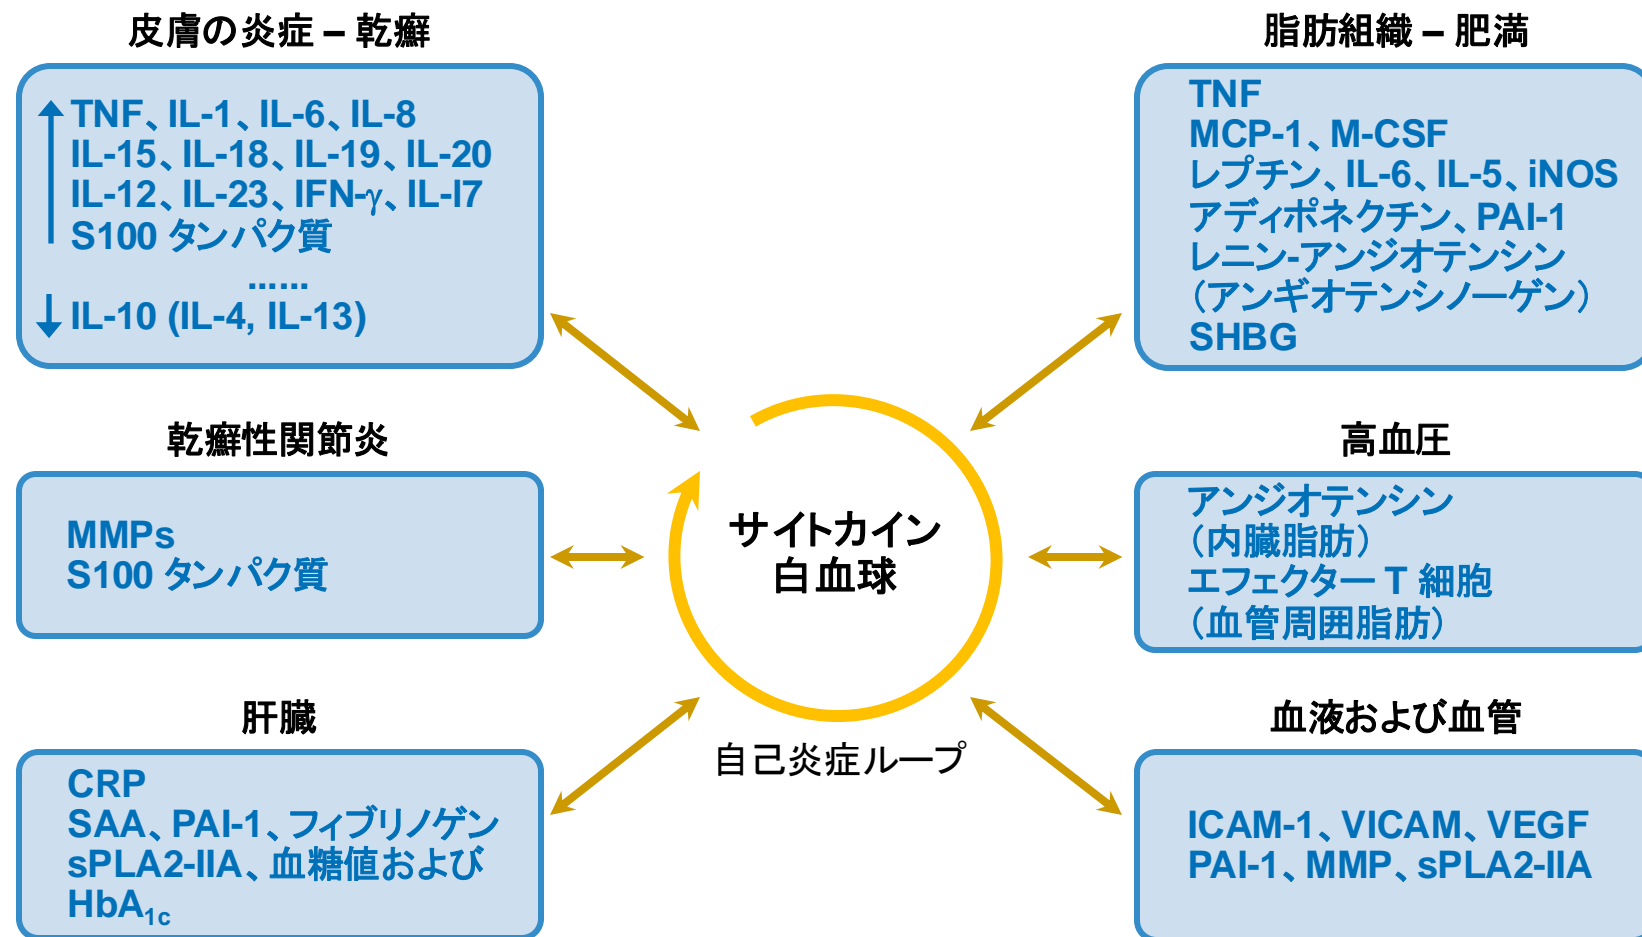 皮膚の炎症 – 乾癬
TNF、IL-1、IL-6、IL-8
IL-15、IL-18、IL-19、IL-20
IL-12、IL-23、IFN-γ、IL-I7
S100 タンパク質
......
IL-10 (IL-4, IL-13)
乾癬性関節炎
MMPs
S100 タンパク質
肝臓
CRP
SAA、PAI-1、フィブリノゲン
sPLA2-IIA、血糖値および
HbA1c
サイトカイン
白血球
自己炎症ループ
脂肪組織 – 肥満
TNF
MCP-1、M-CSF
レプチン、IL-6、IL-5、iNOS
アディポネクチン、PAI-1
レニン-アンジオテンシン
（アンギオテンシノーゲン）
SHBG
高血圧
アンジオテンシン
（内臓脂肪）
エフェクター T 細胞
（血管周囲脂肪）
血液および血管
ICAM-1、VICAM、VEGF
PAI-1、MMP、sPLA2-IIA